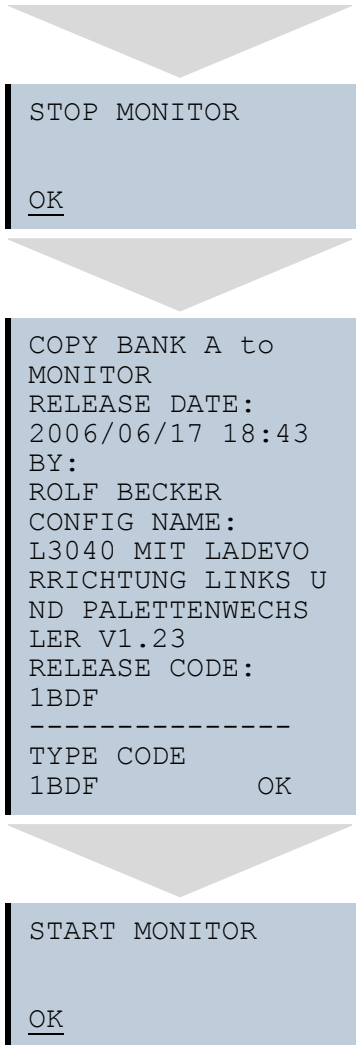 STOP MONITOR
OK
COPY BANK A to
MONITOR
RELEASE DATE:
2006/06/17 18:43
BY:
ROLF BECKER
CONFIG NAME:
L3040 MIT LADEVO
RRICHTUNG LINKS U
ND PALETTENWECHS
LER V1.23
RELEASE CODE:
1BDF
---------------
TYPE CODE
1BDF OK
START MONITOR
OK